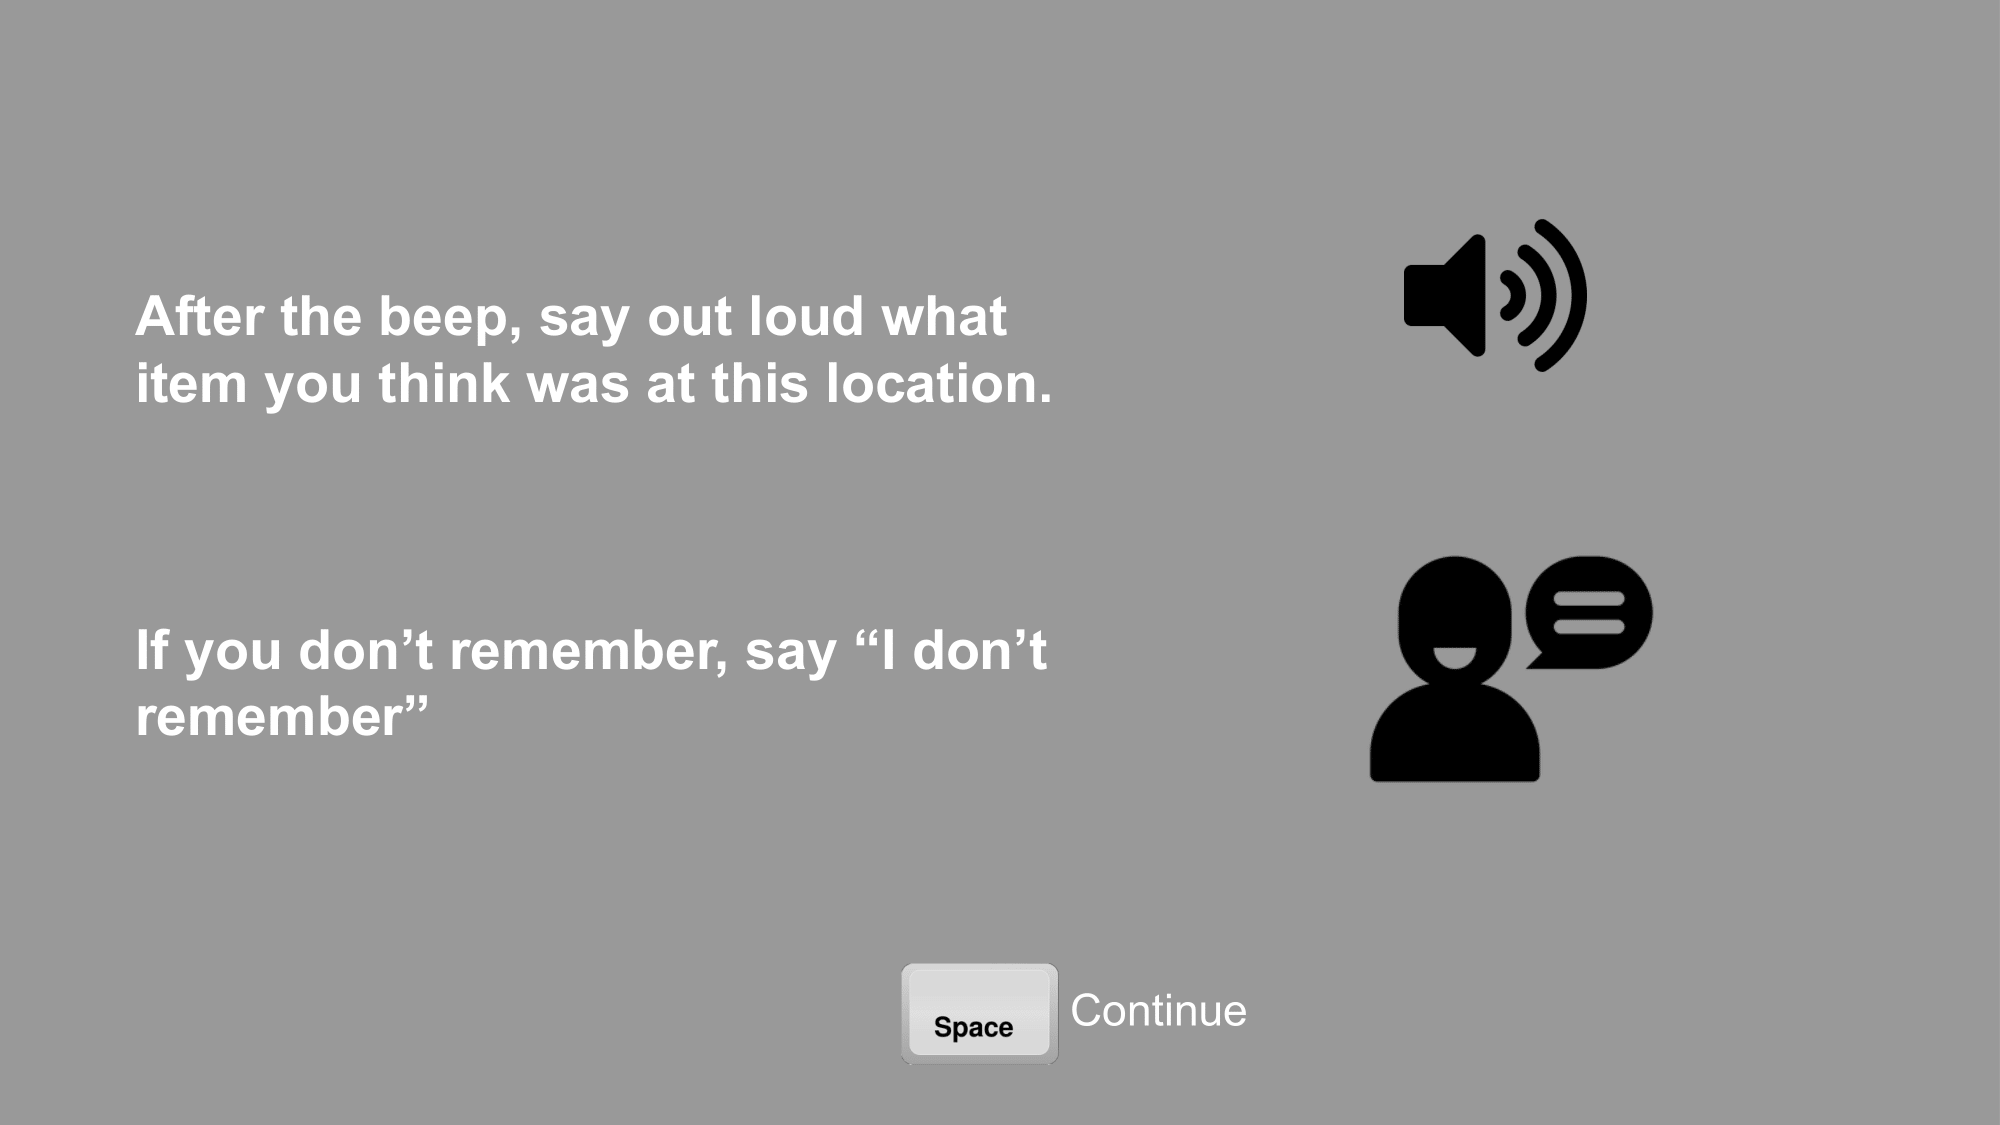 After the beep, say out loud what
item you think was at this location.
If you don’t remember, say “I don’t
remember”
Space
Continue